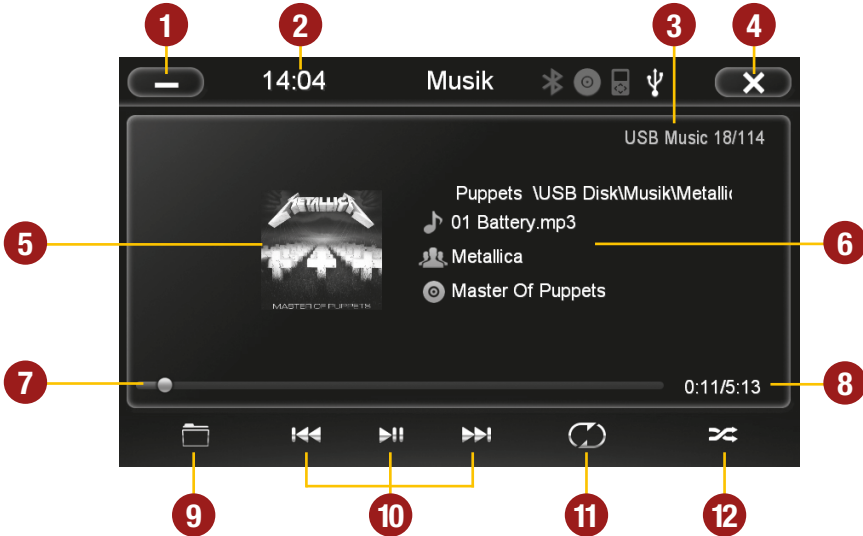 1 2 3 4
14:04 Musik
USB Music 18/114
Puppets \USB Disk\Musik\Metallic
METALLICA
5 01 Battery.mp3 6
Metallica
Master Of Puppets
MASTER OF PUPPETS
7 0:11/5:13 8
9 10 11 12